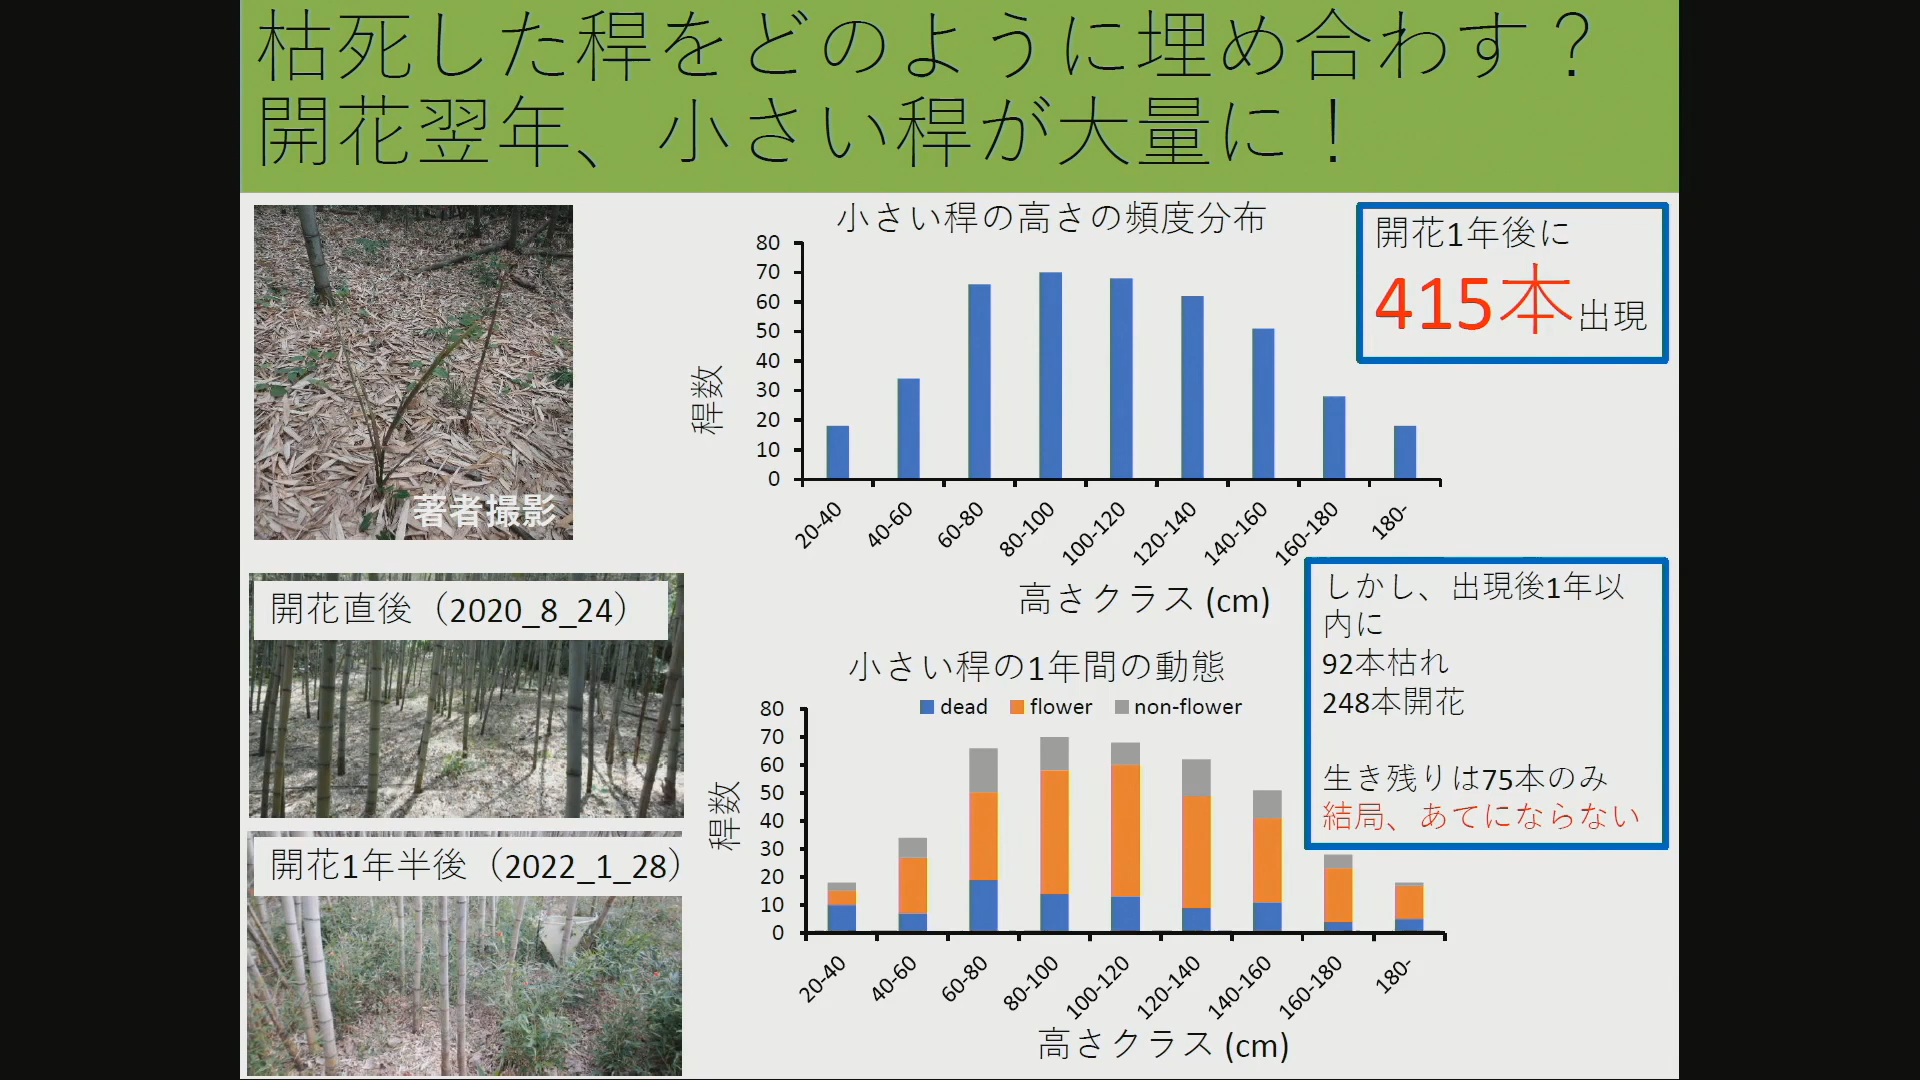 枯死した稈をどのように埋め合わす？
開花翌年、小さい稈が大量に！
著者撮影
開花直後（2020_8_24）
開花1年半後（2022_1_28）
小さい稈の高さの頻度分布
80
70
60
50
40
30
20
10
0
稈数
20-40
40-60
60-80
80-100
100-120
120-140
140-160
160-180
180-
高さクラス (cm)
開花1年後に
415本出現
小さい稈の1年間の動態
dead flower non-flower
80
70
60
50
40
30
20
10
0
稈数
20-40
40-60
60-80
80-100
100-120
120-140
140-160
160-180
180-
高さクラス (cm)
しかし、出現後1年以
内に
92本枯れ
248本開花
生き残りは75本のみ
結局、あてにならない